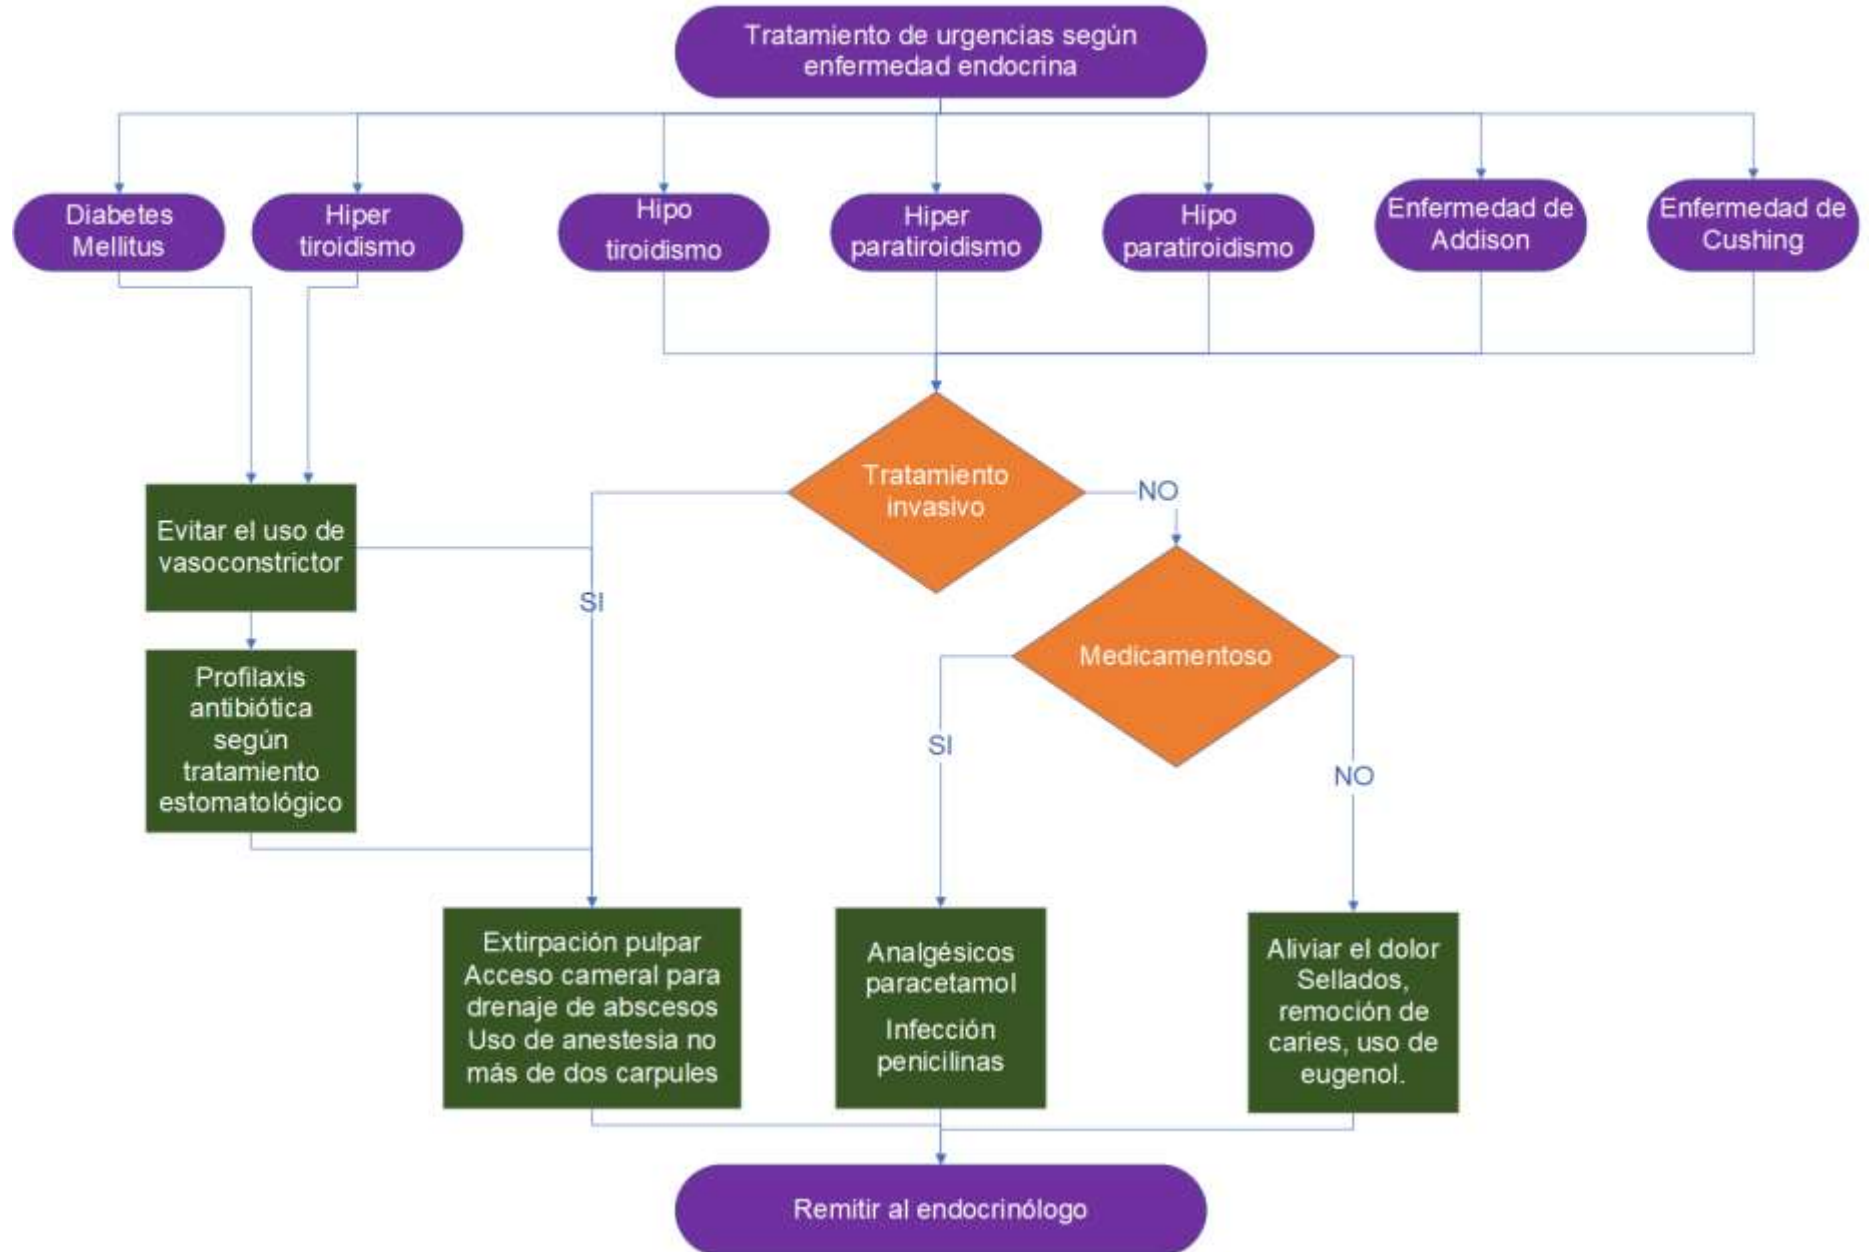 Tratamiento de urgencias según
enfermedad endocrina
Diabetes
Mellitus
Hiper
tiroidismo
Hipo
tiroidismo
Hiper
paratiroidismo
Hipo
paratiroidismo
Enfermedad de
Addison
Enfermedad de
Cushing
Tratamiento
invasivo
NO
Evitar el uso de
vasoconstrictor
SI
Medicamentoso
Profilaxis
antibiótica
según
tratamiento
estomatológico
SI
NO
Extirpación pulpar
Acceso cameral para
drenaje de abscesos
Uso de anestesia no
más de dos carpules
Analgésicos
paracetamol
Infección
penicilinas
Aliviar el dolor
Sellados,
remoción de
caries, uso de
eugenol.
Remitir al endocrinólogo